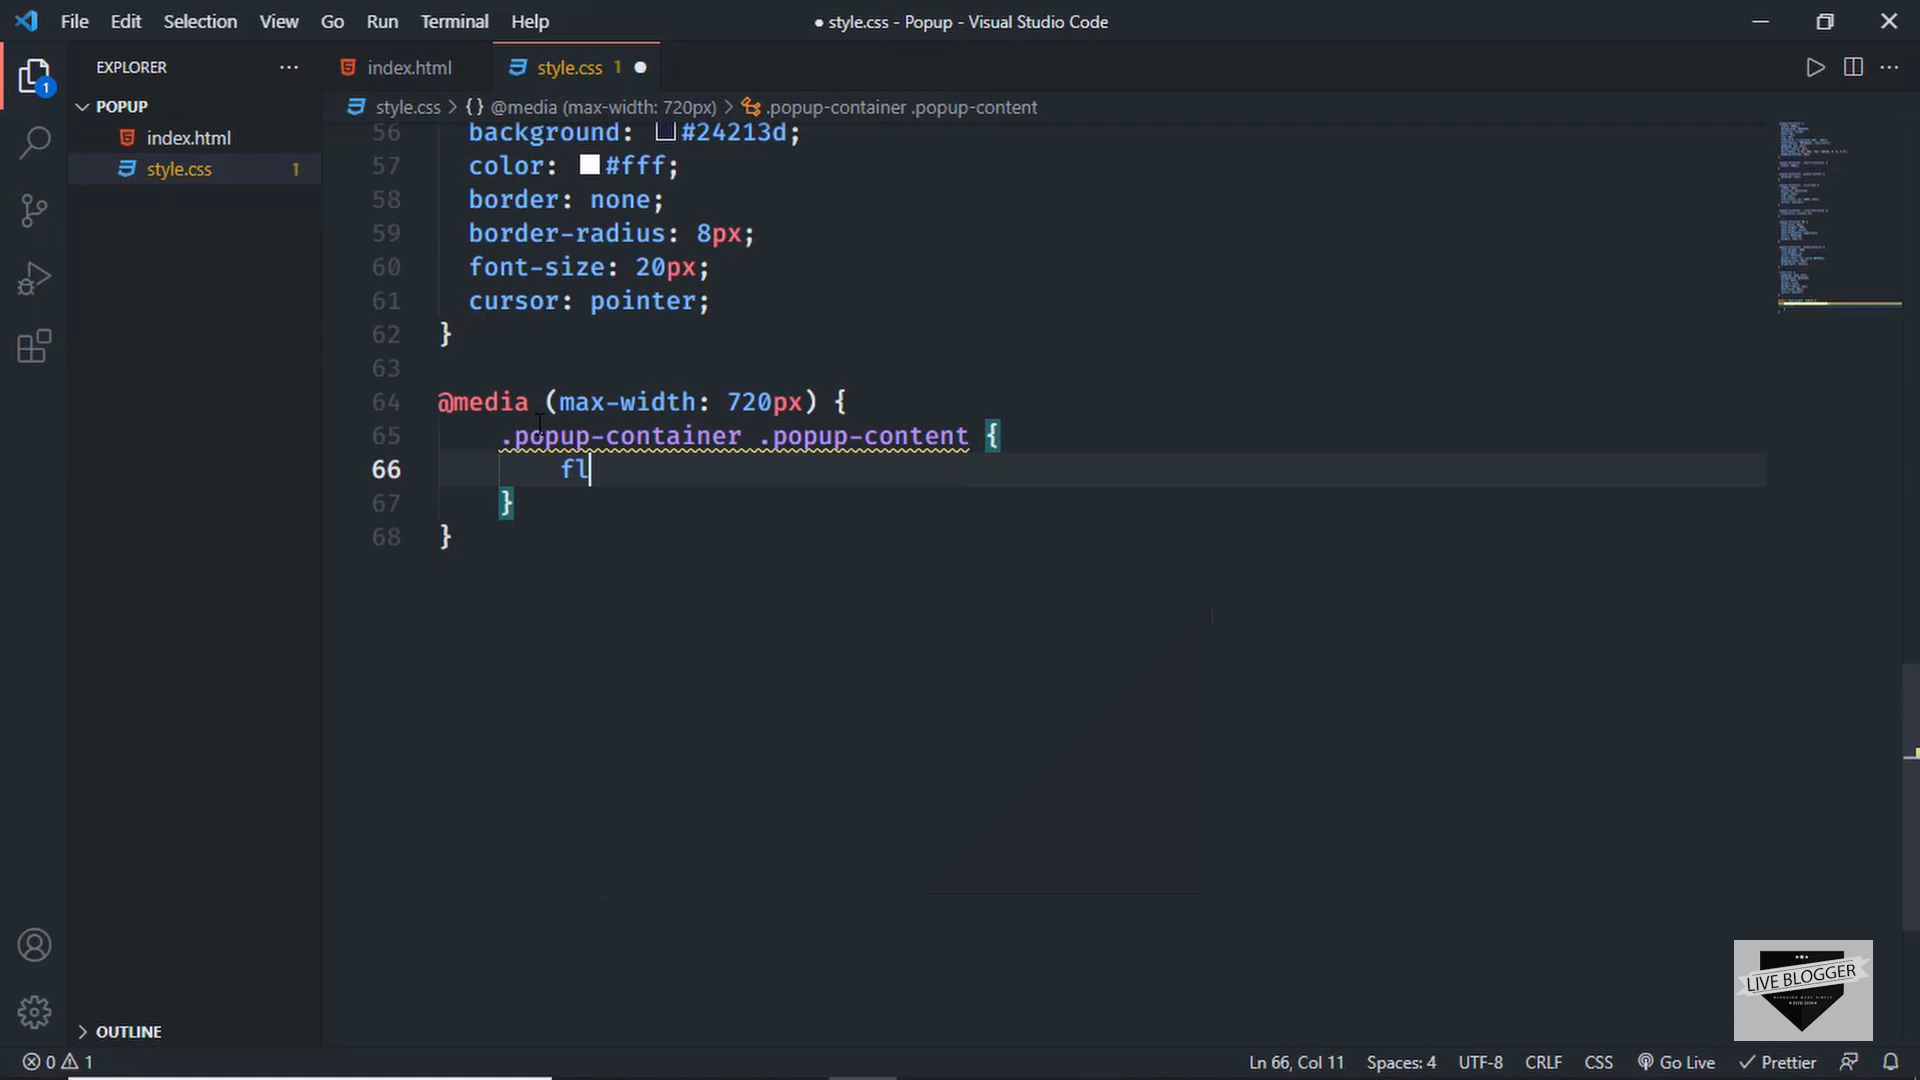 File Edit Selection View Go Run Terminal Help
● style.css - Popup - Visual Studio Code
EXPLORER
index.html
style.css 1
POPUP
style.css > {} @media (max-width: 720px) > .popup-container .popup-content
index.html
style.css 1
1
56 background: #24213d;
57 color: #fff;
58 border: none;
59 border-radius: 8px;
60 font-size: 20px;
61 cursor: pointer;
62 }
63
64 @media (max-width: 720px) {
65 .popup-container .popup-content {
66 fl
67 }
68 }
OUTLINE
LIVE BLOGGER
0 1
Ln 66, Col 11 Spaces: 4 UTF-8 CRLF CSS Go Live Prettier